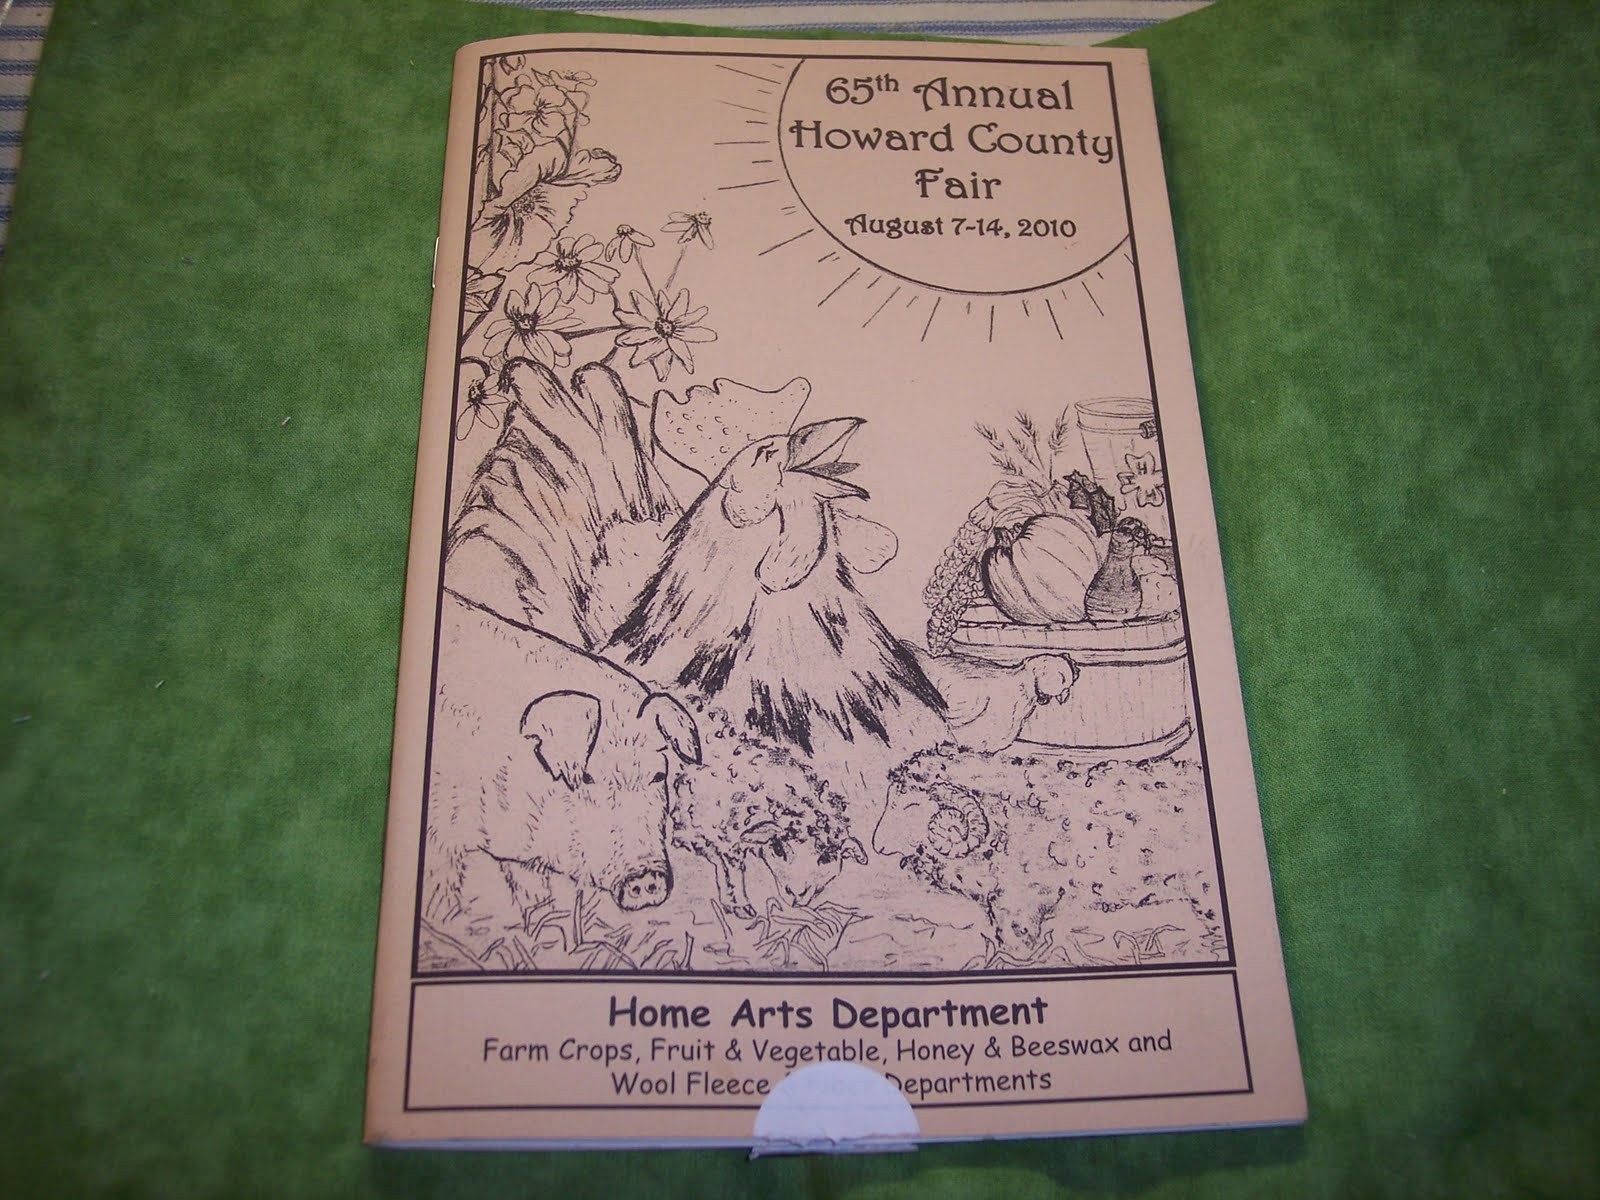 65th Annual
Howard County
Fair
August 7-14, 2010
Home Arts Department
Farm Crops, Fruit & Vegetable, Honey & Beeswax and
Wool Fleece Departments